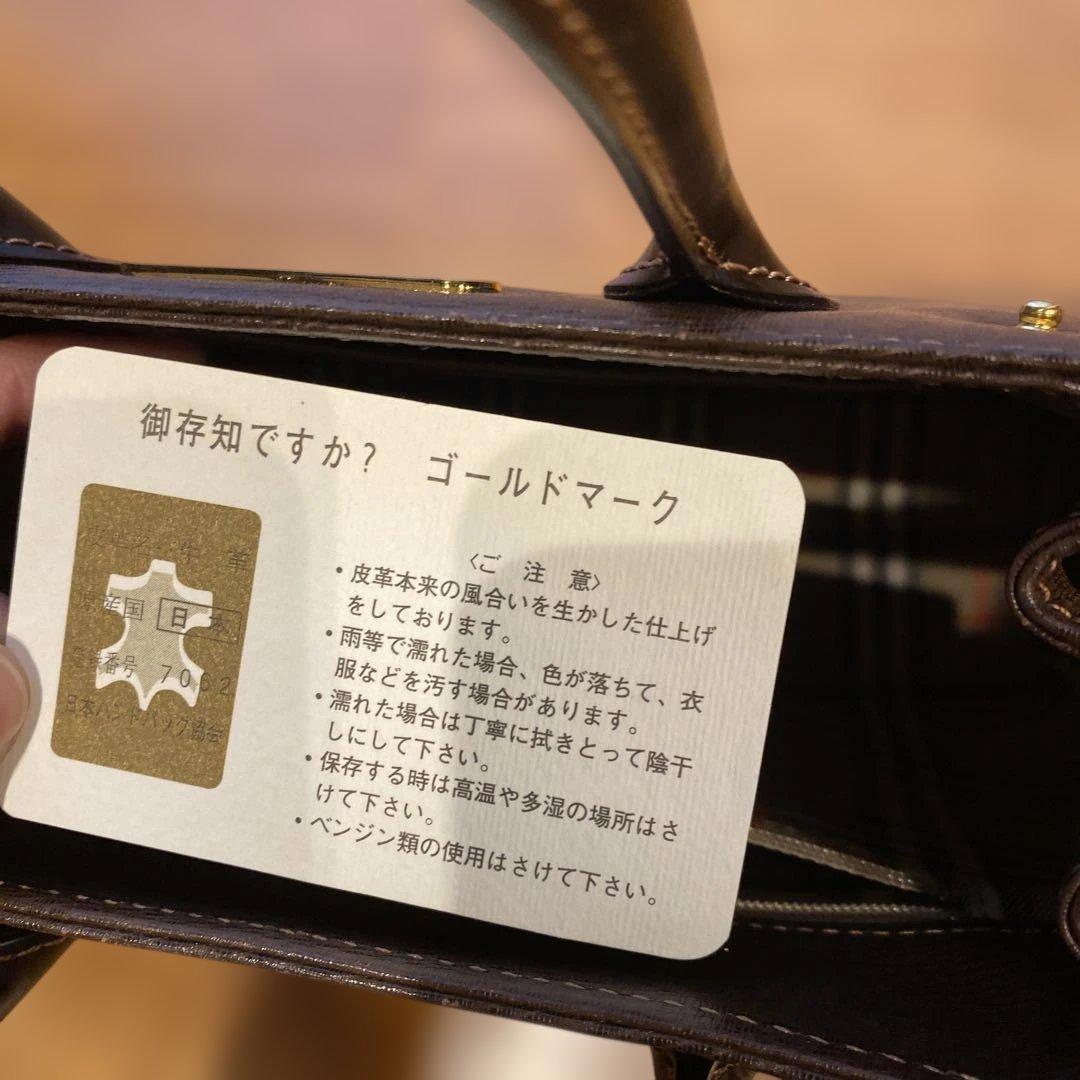 御存知ですか？ ゴールドマーク
皮革名 牛 革
原産国 日 本
登録番号 7062
日本ハンドバッグ協会
〈ご 注 意〉
・皮革本来の風合いを生かした仕上げ
をしております。
・雨等で濡れた場合、色が落ちて、衣
服などを汚す場合があります。
・濡れた場合は丁寧に拭きとって陰干
しにして下さい。
・保存する時は高温や多湿の場所はさ
けて下さい。
・ベンジン類の使用はさけて下さい。